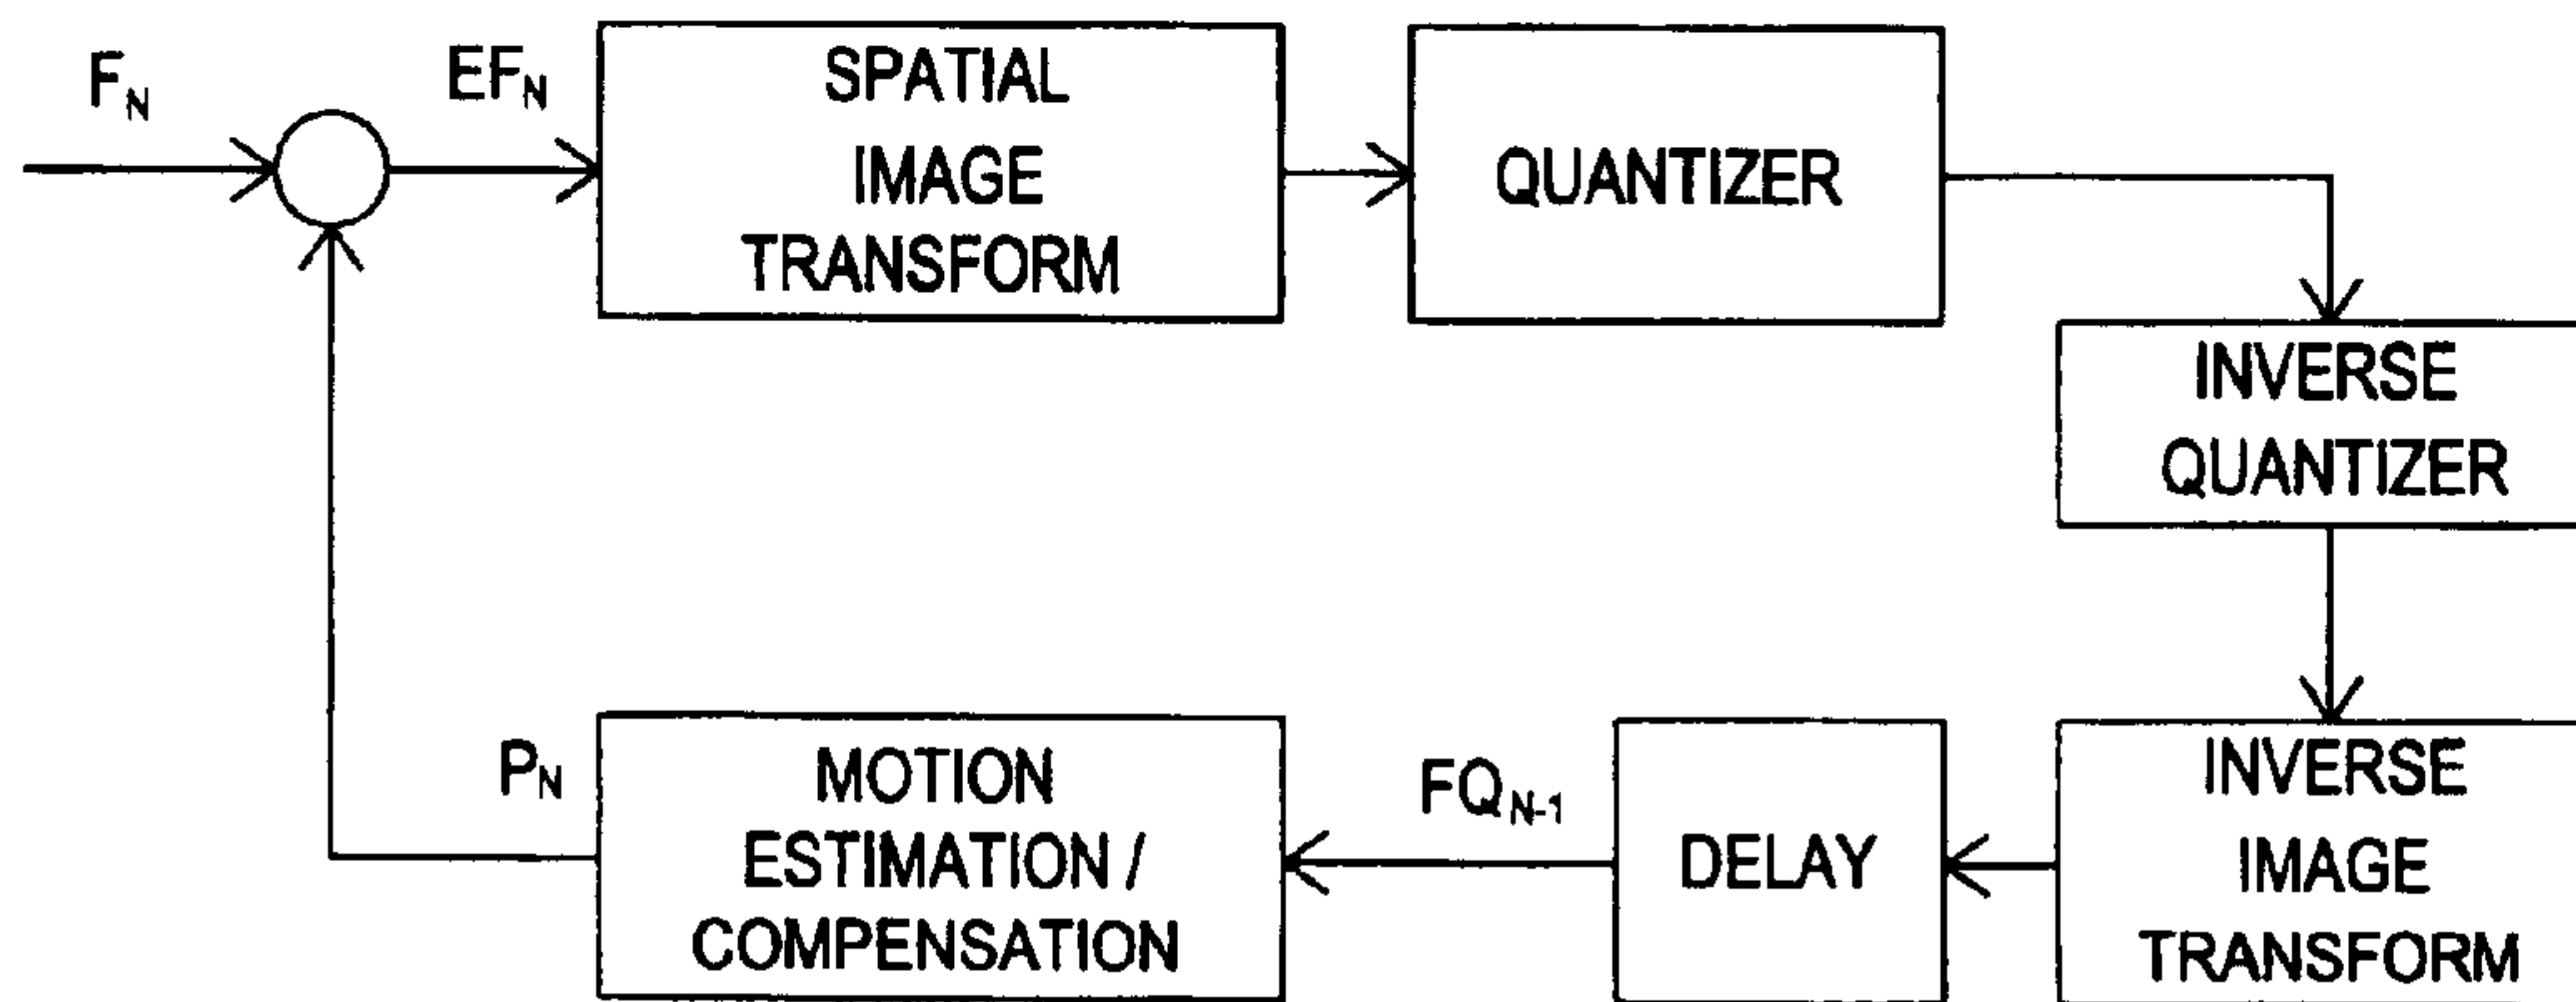 F_N
EF_N
SPATIAL
IMAGE
TRANSFORM
QUANTIZER
INVERSE
QUANTIZER
P_N
MOTION
ESTIMATION /
COMPENSATION
FQ_N-1
DELAY
INVERSE
IMAGE
TRANSFORM